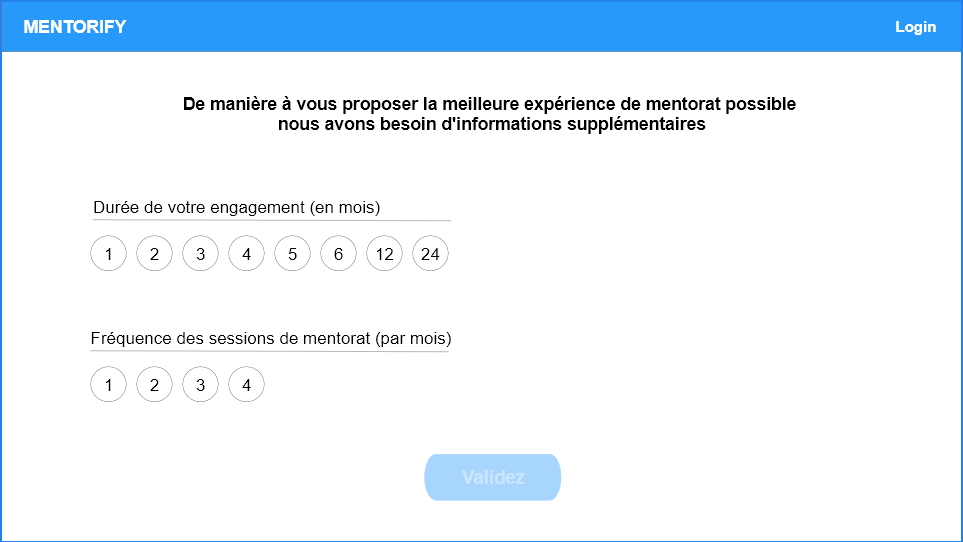 MENTORIFY
Login
De manière à vous proposer la meilleure expérience de mentorat possible
nous avons besoin d'informations supplémentaires
Durée de votre engagement (en mois)
1 2 3 4 5 6 12 24
Fréquence des sessions de mentorat (par mois)
1 2 3 4
Validez